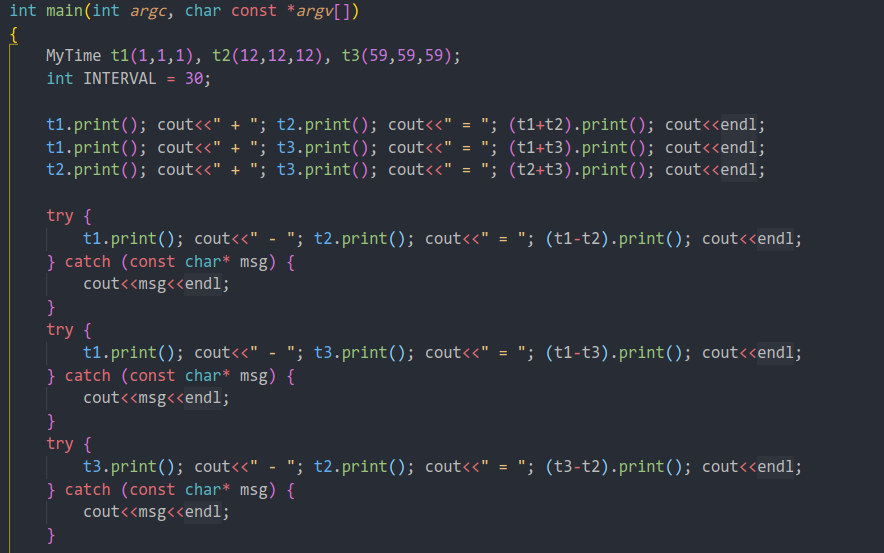 int main(int argc, char const *argv[])
{
    MyTime t1(1,1,1), t2(12,12,12), t3(59,59,59);
    int INTERVAL = 30;

    t1.print(); cout<<" + "; t2.print(); cout<<" = "; (t1+t2).print(); cout<<endl;
    t1.print(); cout<<" + "; t3.print(); cout<<" = "; (t1+t3).print(); cout<<endl;
    t2.print(); cout<<" + "; t3.print(); cout<<" = "; (t2+t3).print(); cout<<endl;

    try {
        t1.print(); cout<<" - "; t2.print(); cout<<" = "; (t1-t2).print(); cout<<endl;
    } catch (const char* msg) {
        cout<<msg<<endl;
    }
    try {
        t1.print(); cout<<" - "; t3.print(); cout<<" = "; (t1-t3).print(); cout<<endl;
    } catch (const char* msg) {
        cout<<msg<<endl;
    }
    try {
        t3.print(); cout<<" - "; t2.print(); cout<<" = "; (t3-t2).print(); cout<<endl;
    } catch (const char* msg) {
        cout<<msg<<endl;
    }